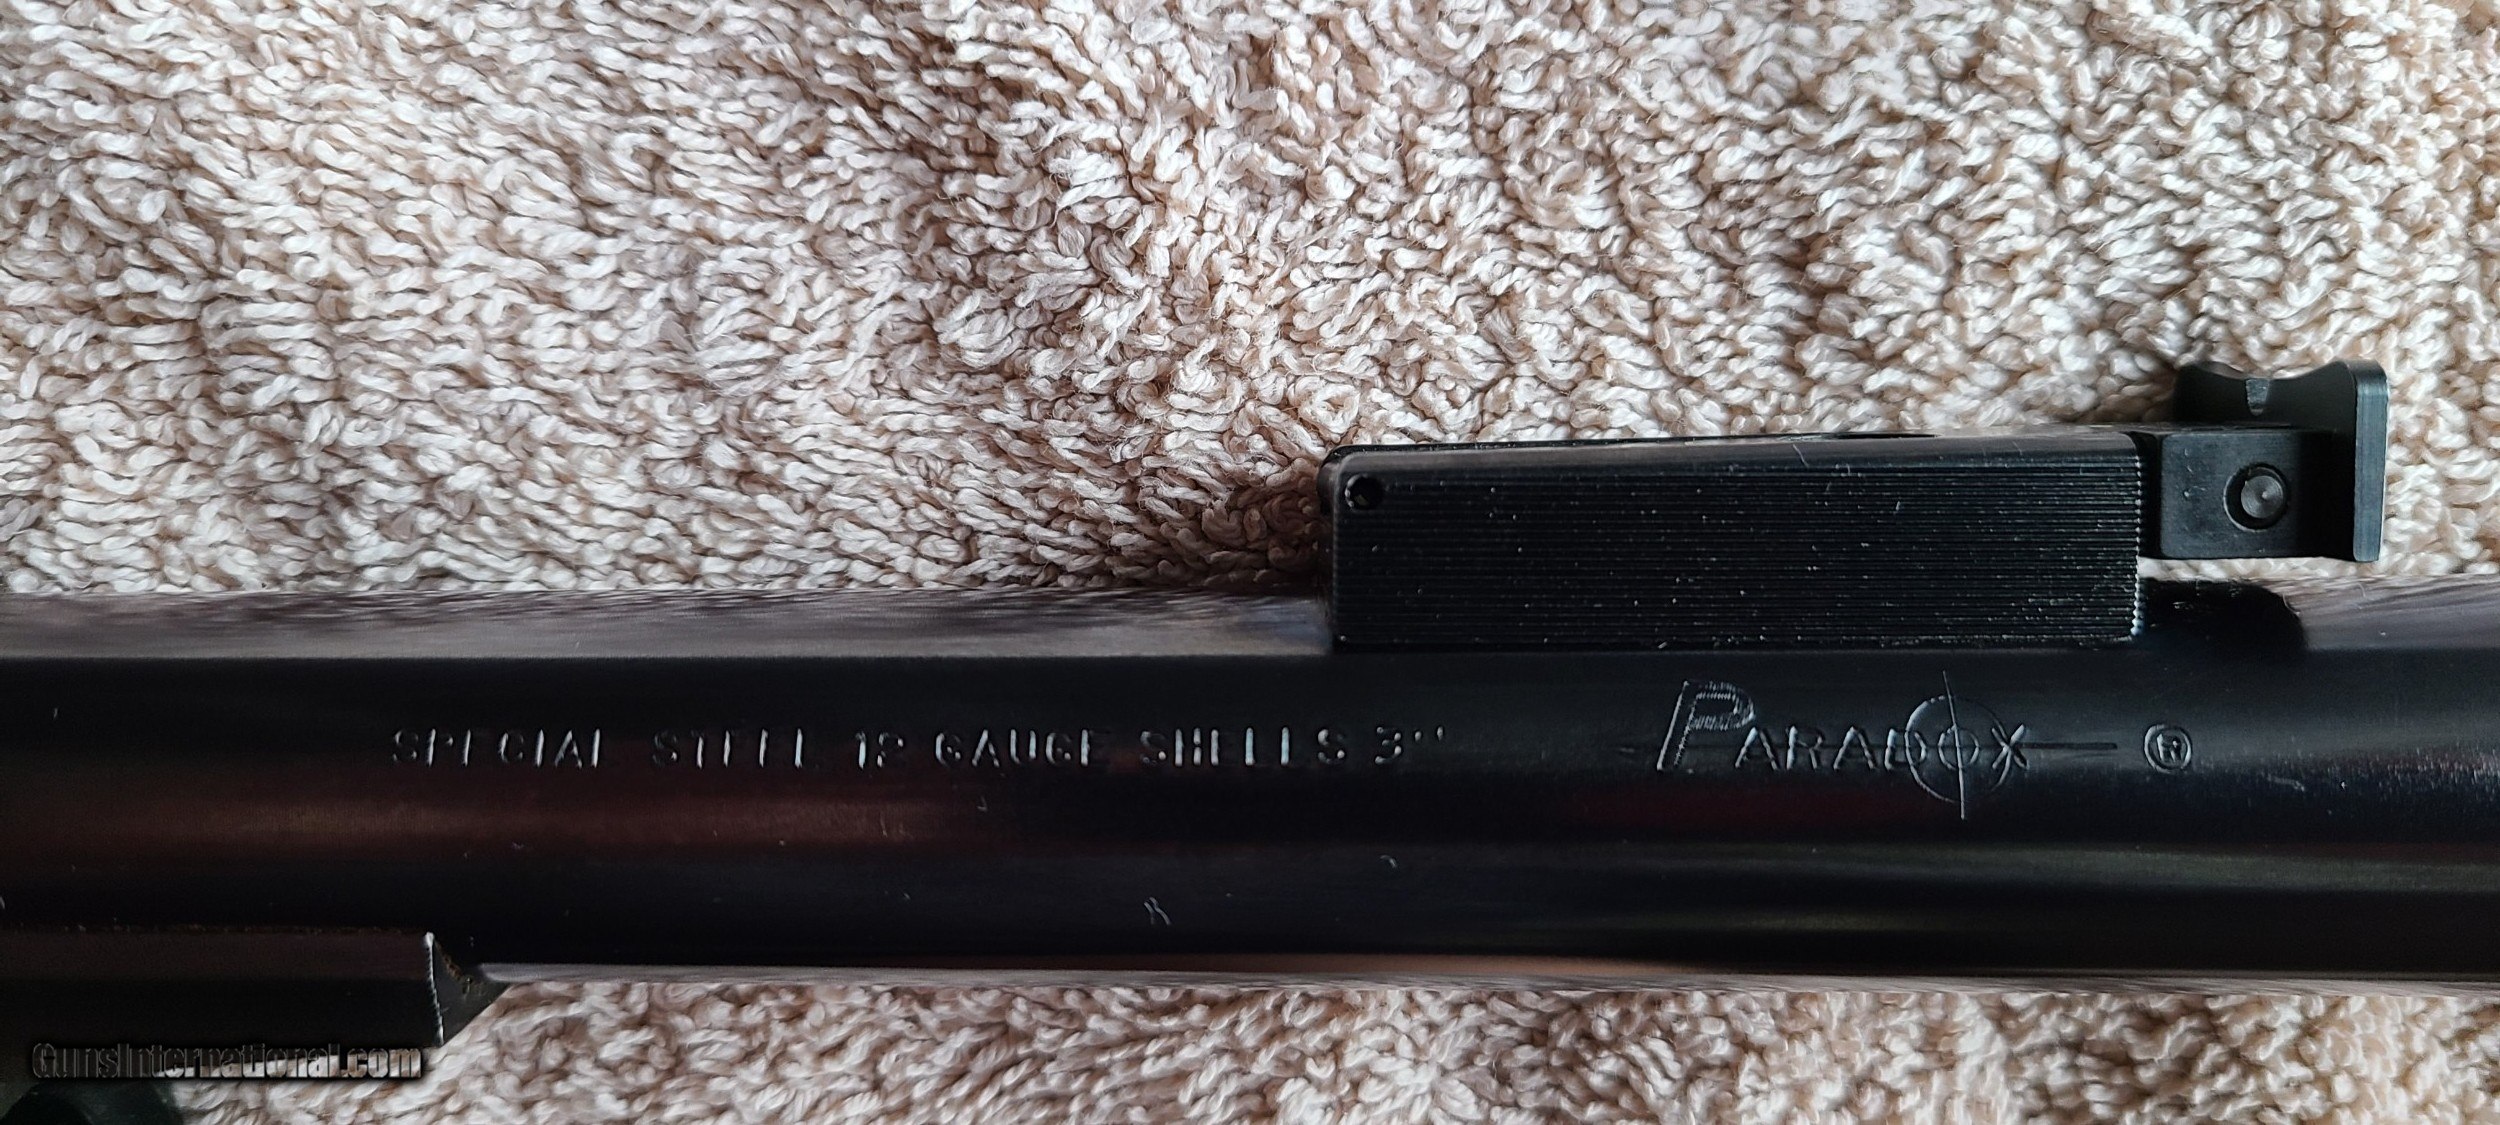 SPECIAL STEEL 12 GAUGE SHELLS 3'' PARADOX ®
K
GunsInternational.com